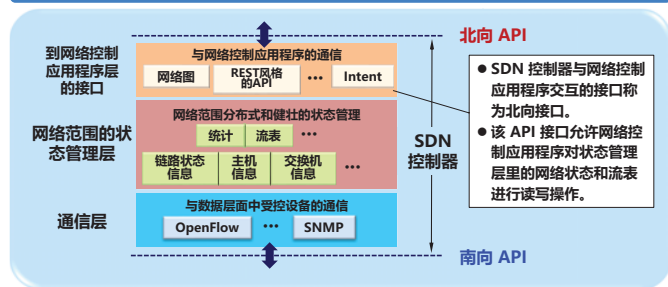 北向 API
到网络控制
应用程序层
的接口
与网络控制应用程序的通信
网络图
REST风格
的API
•••
Intent
网络范围的状
态管理层
网络范围分布式和健壮的状态管理
统计
流表
•••
链路状态
信息
主机
信息
交换机
信息
•••
SDN
控制器
通信层
与数据层面中受控设备的通信
OpenFlow
•••
SNMP
南向 API
● SDN 控制器与网络控制
应用程序交互的接口称
为北向接口。
● 该 API 接口允许网络控
制应用程序对状态管理
层里的网络状态和流表
进行读写操作。